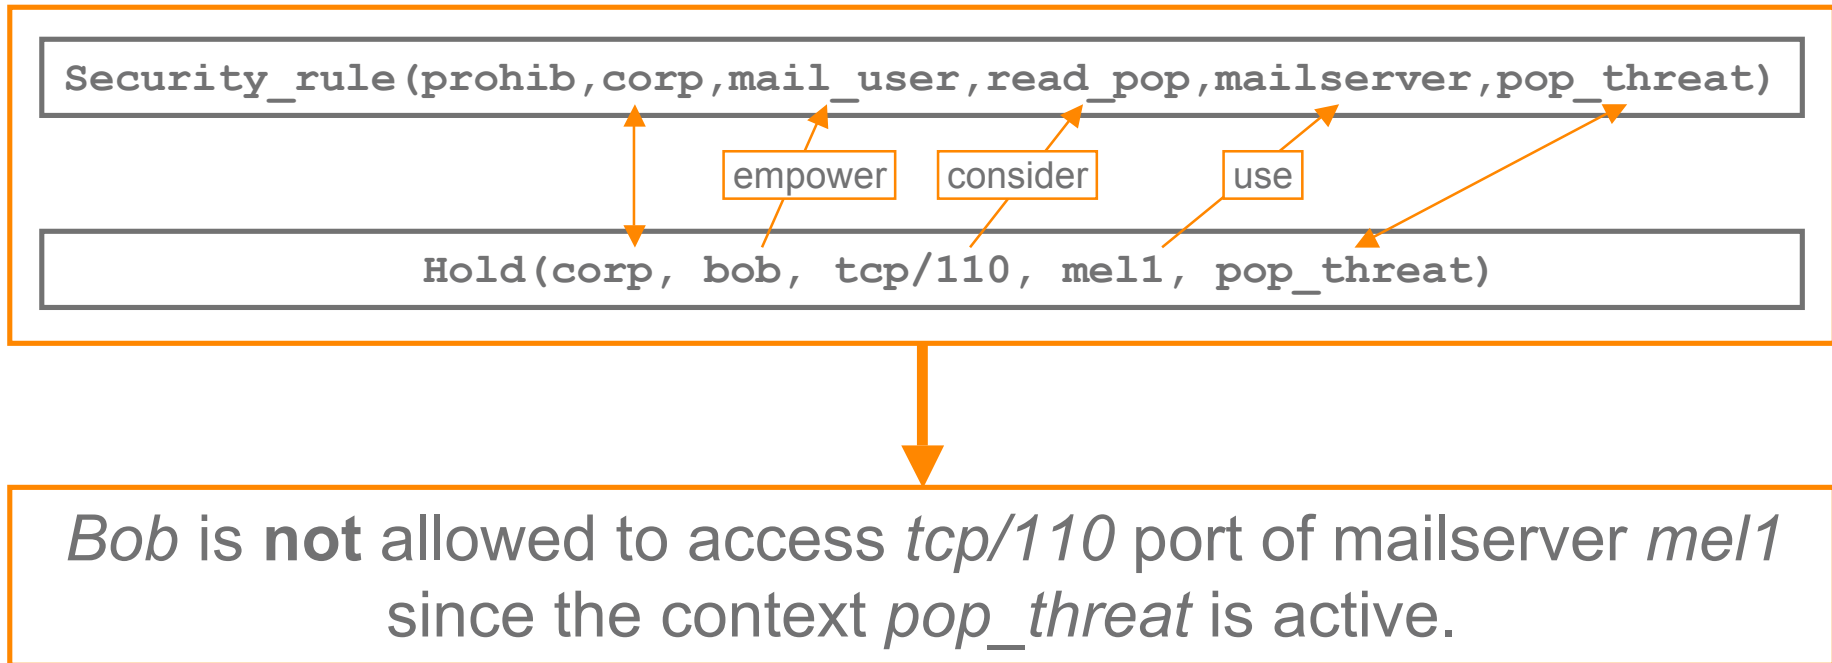 Security_rule(prohib,corp,mail_user,read_pop,mailserver,pop_threat)
empower consider use
Hold(corp, bob, tcp/110, mel1, pop_threat)
Bob is not allowed to access tcp/110 port of mailserver mel1
since the context pop_threat is active.